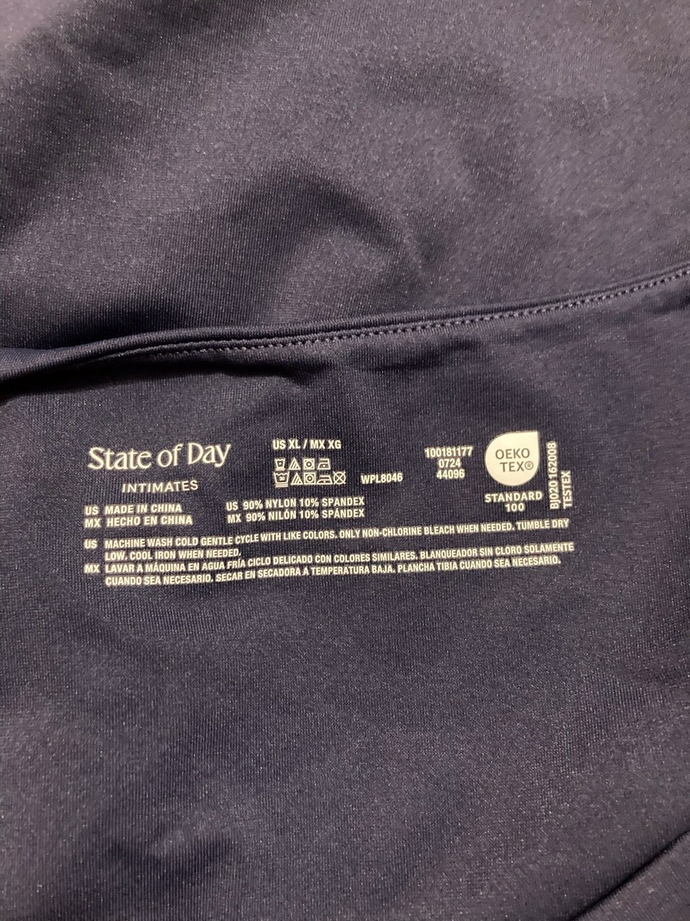 State of Day
INTIMATES
US XL / MX XG
WPL8046
100181177
0724
44096
OEKO
TEX®
STANDARD
100
BJ020 162008
TESTEX
US MADE IN CHINA
MX HECHO EN CHINA
US 90% NYLON 10% SPANDEX
MX 90% NILÓN 10% SPÁNDEX
US MACHINE WASH COLD GENTLE CYCLE WITH LIKE COLORS. ONLY NON-CHLORINE BLEACH WHEN NEEDED. TUMBLE DRY
LOW. COOL IRON WHEN NEEDED.
MX LAVAR A MÁQUINA EN AGUA FRÍA CICLO DELICADO CON COLORES SIMILARES. BLANQUEADOR SIN CLORO SOLAMENTE
CUANDO SEA NECESARIO. SECAR EN SECADORA A TEMPERATURA BAJA. PLANCHA TIBIA CUANDO SEA NECESARIO.